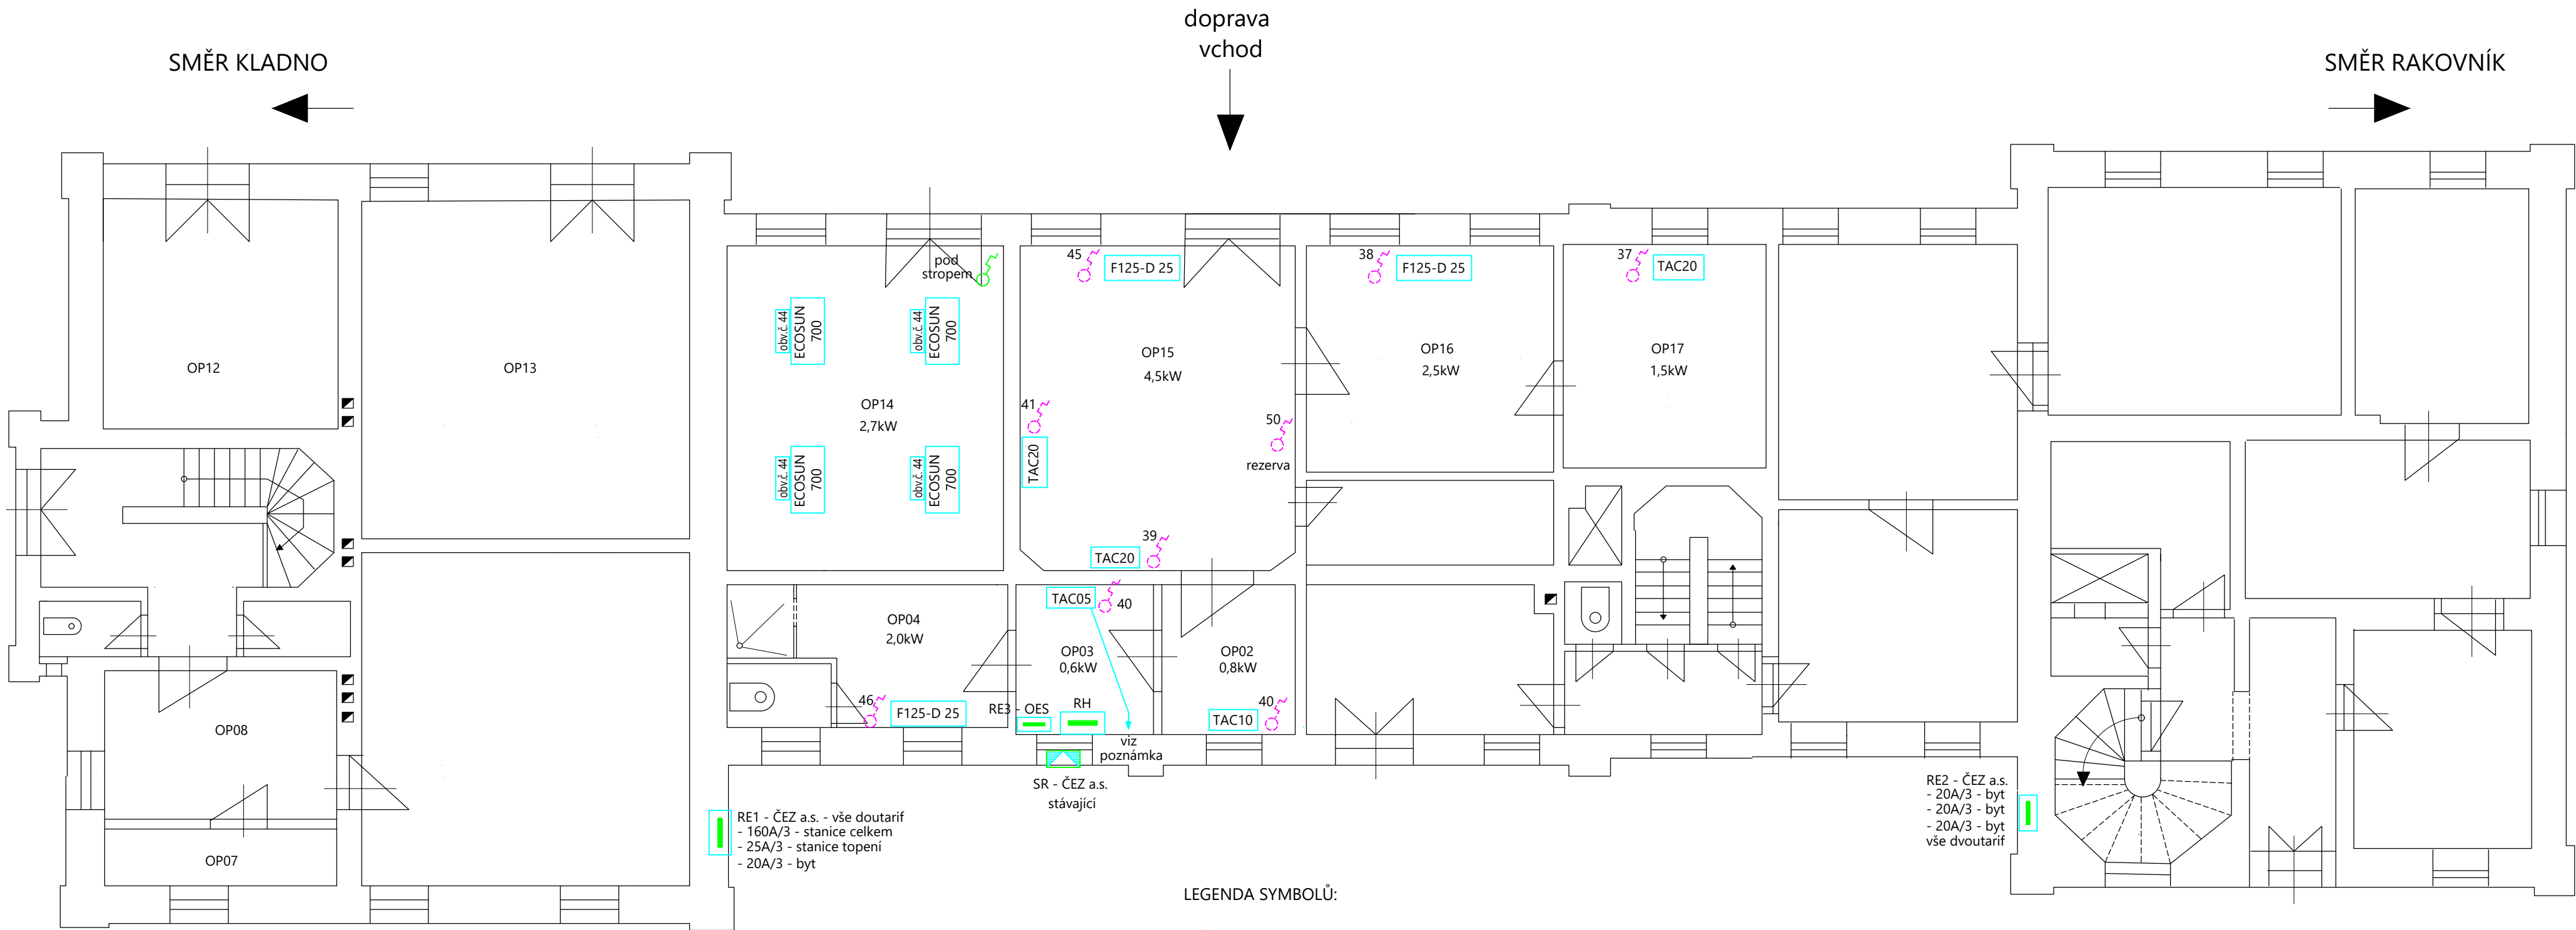 doprava
vchod
SMĚR KLADNO
SMĚR RAKOVNÍK
pod
stropem
45
F125-D 25
38
F125-D 25
37
TAC20
obv.č. 44
ECOSUN
700
obv.č. 44
ECOSUN
700
OP12
OP13
OP14
2,7kW
OP15
4,5kW
OP16
2,5kW
OP17
1,5kW
41
TAC20
50
rezerva
obv.č. 44
ECOSUN
700
obv.č. 44
ECOSUN
700
39
TAC20
TAC05
40
OP04
2,0kW
OP03
0,6kW
OP02
0,8kW
46
F125-D 25
RE3 - OES
RH
40
TAC10
viz
poznámka
SR - ČEZ a.s.
stávající
OP08
OP07
RE1 - ČEZ a.s. - vše doutarif
- 160A/3 - stanice celkem
- 25A/3 - stanice topení
- 20A/3 - byt
RE2 - ČEZ a.s.
- 20A/3 - byt
- 20A/3 - byt
- 20A/3 - byt
vše dvoutarif
LEGENDA SYMBOLŮ: